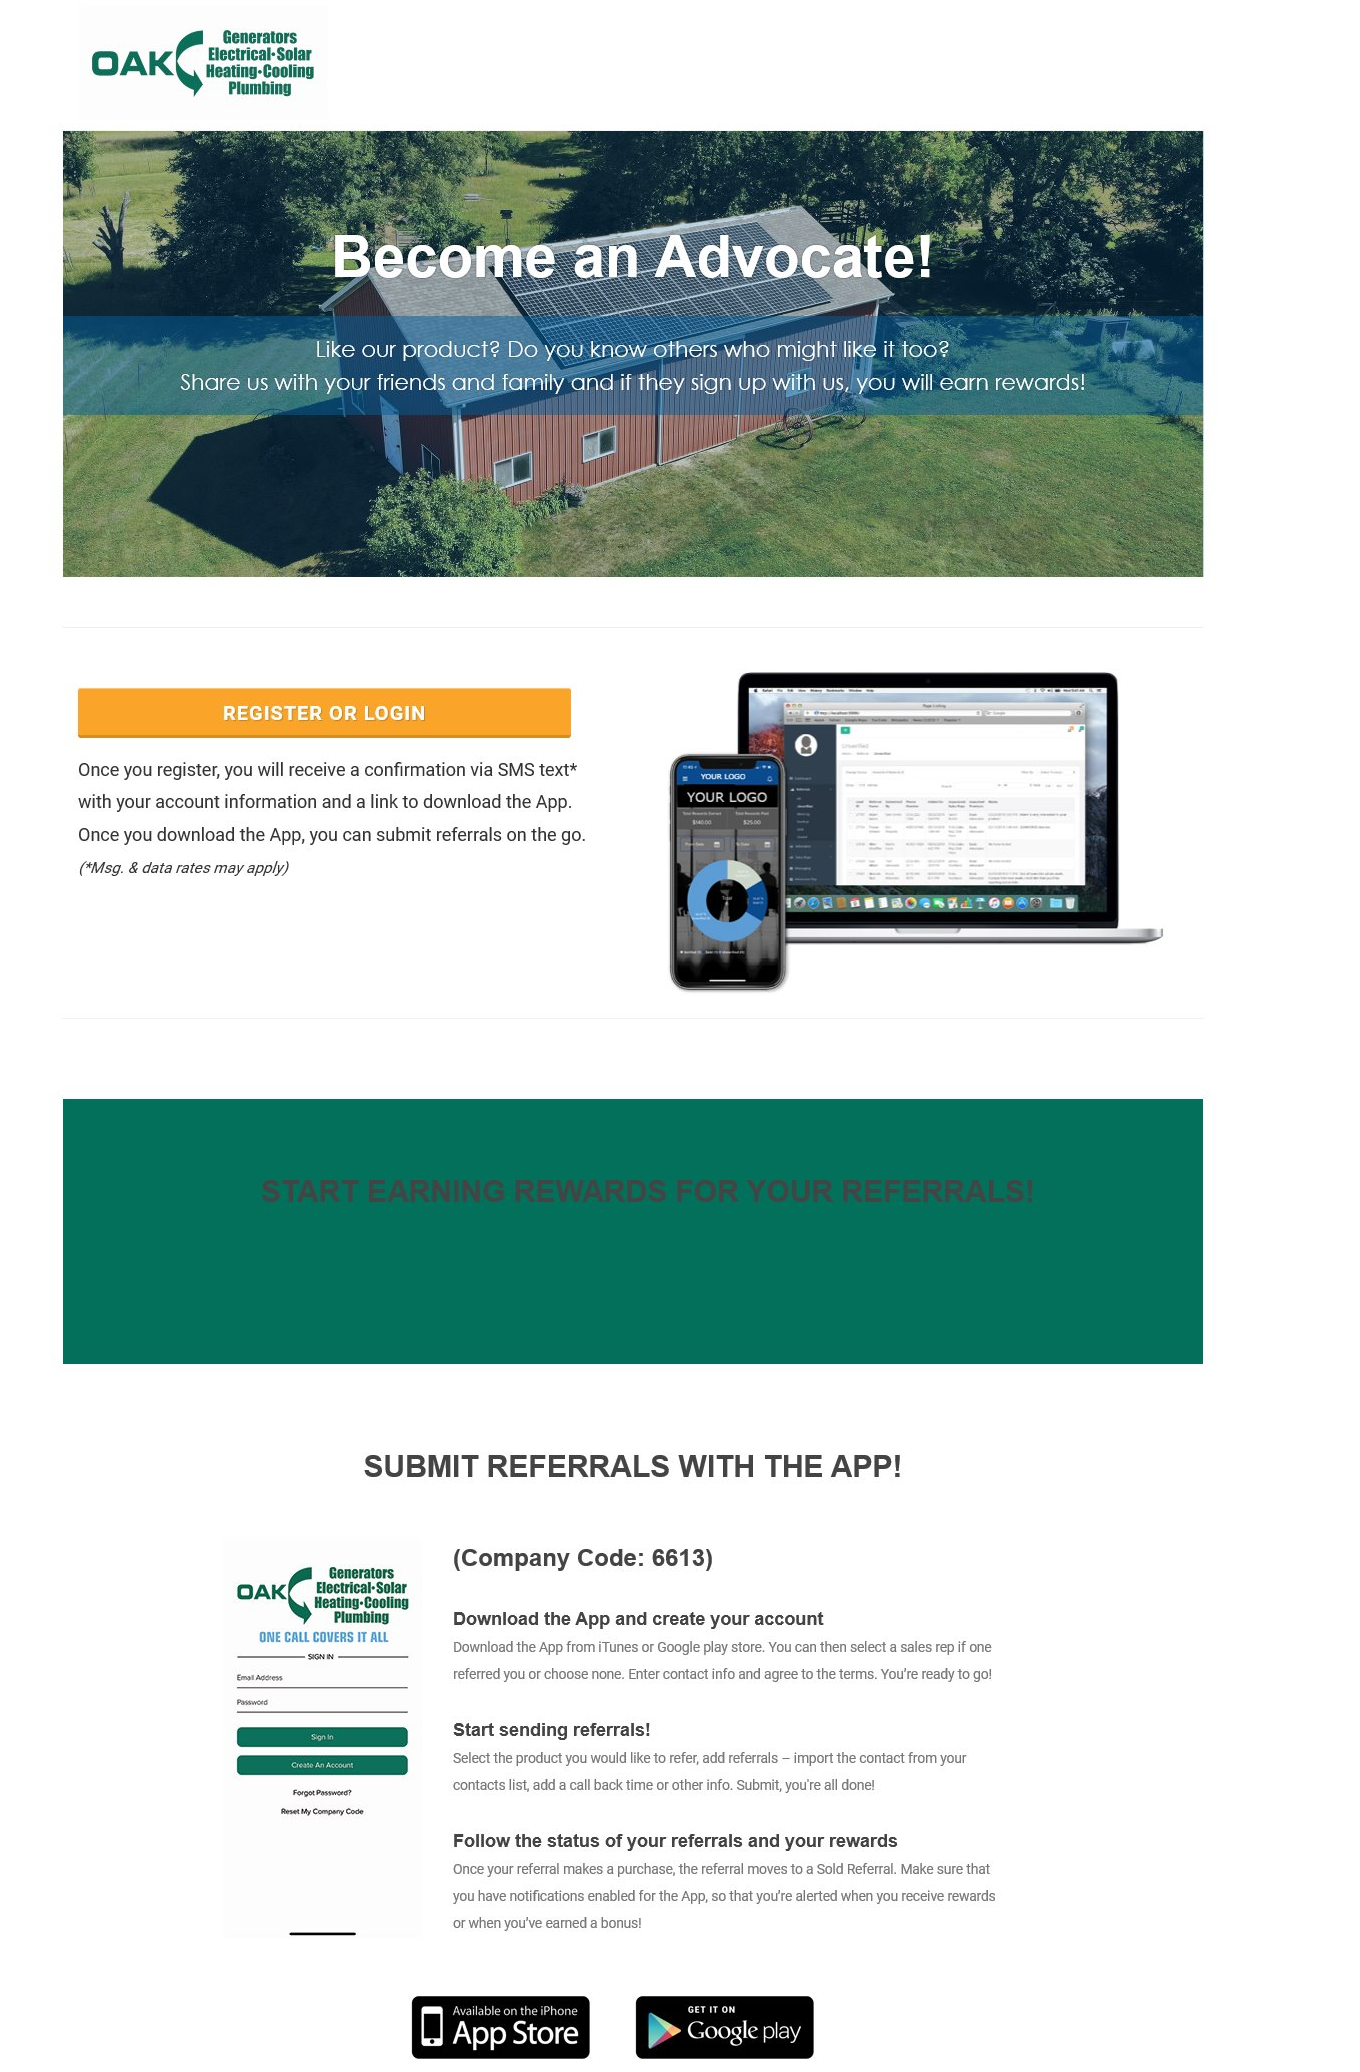 OAK
Generators
Electrical•Solar
Heating•Cooling
Plumbing
Become an Advocate!
Like our product? Do you know others who might like it too?
Share us with your friends and family and if they sign up with us, you will earn rewards!
REGISTER OR LOGIN
Once you register, you will receive a confirmation via SMS text*
with your account information and a link to download the App.
Once you download the App, you can submit referrals on the go.
(*Msg. & data rates may apply)
YOUR LOGO
YOUR LOGO
$140.00 $25.00
START EARNING REWARDS FOR YOUR REFERRALS!
SUBMIT REFERRALS WITH THE APP!
OAK
Generators
Electrical•Solar
Heating•Cooling
Plumbing
ONE CALL COVERS IT ALL
SIGN IN
Email Address
Password
Sign In
Create An Account
Forgot Password?
Reset My Company Code
(Company Code: 6613)
Download the App and create your account
Download the App from iTunes or Google play store. You can then select a sales rep if one
referred you or choose none. Enter contact info and agree to the terms. You’re ready to go!
Start sending referrals!
Select the product you would like to refer, add referrals – import the contact from your
contacts list, add a call back time or other info. Submit, you're all done!
Follow the status of your referrals and your rewards
Once your referral makes a purchase, the referral moves to a Sold Referral. Make sure that
you have notifications enabled for the App, so that you’re alerted when you receive rewards
or when you’ve earned a bonus!
Available on the iPhone
App Store
GET IT ON
Google play